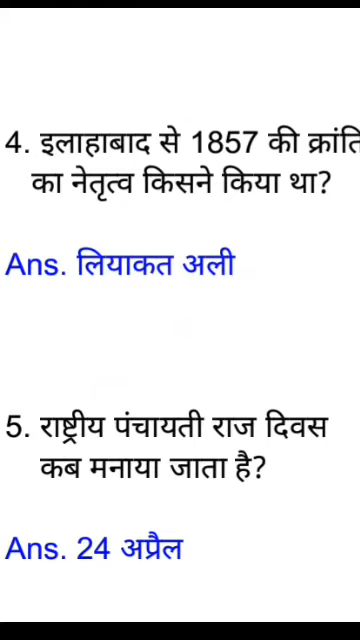 4. इलाहाबाद से 1857 की क्रांति
का नेतृत्व किसने किया था?
Ans. लियाकत अली
5. राष्ट्रीय पंचायती राज दिवस
कब मनाया जाता है?
Ans. 24 अप्रैल